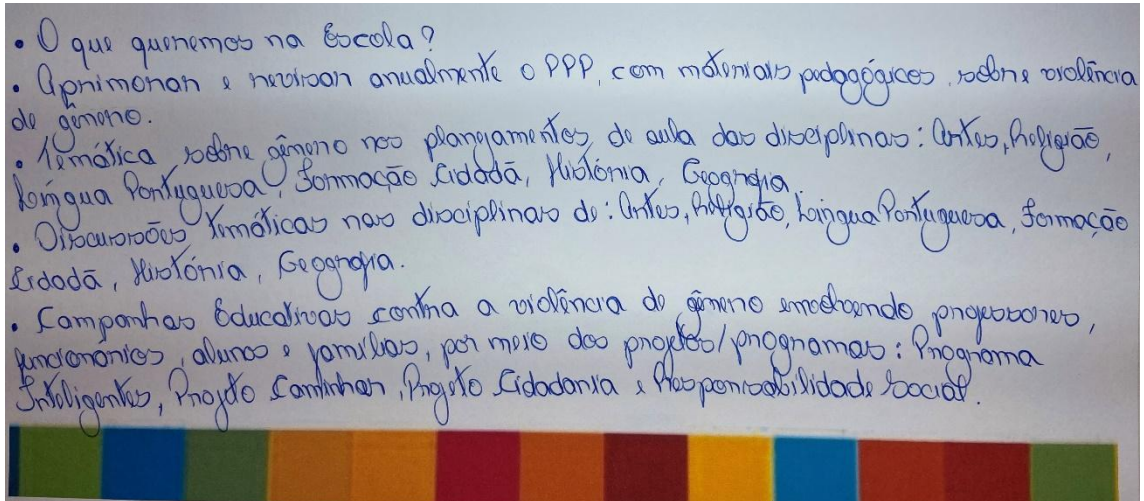 • O que queremos na Escola?
• Aprimorar e revisar anualmente o PPP, com materiais pedagógicos, sobre violência
de gênero.
• Temática sobre gênero nos planejamentos de aula das disciplinas: Artes, Religião,
Língua Portuguesa, Formação Cidadã, História, Geografia.
• Discursões temáticas nas disciplinas de: Artes, Religião, Língua Portuguesa, Formação
Cidadã, História, Geografia.
• Campanhas Educativas contra a violência de gênero envolvendo professores,
funcionários, alunos e famílias, por meio dos projetos/programas: Programa
Inteligentes, Projeto Caminhar, Projeto Cidadania e Responsabilidade Social.